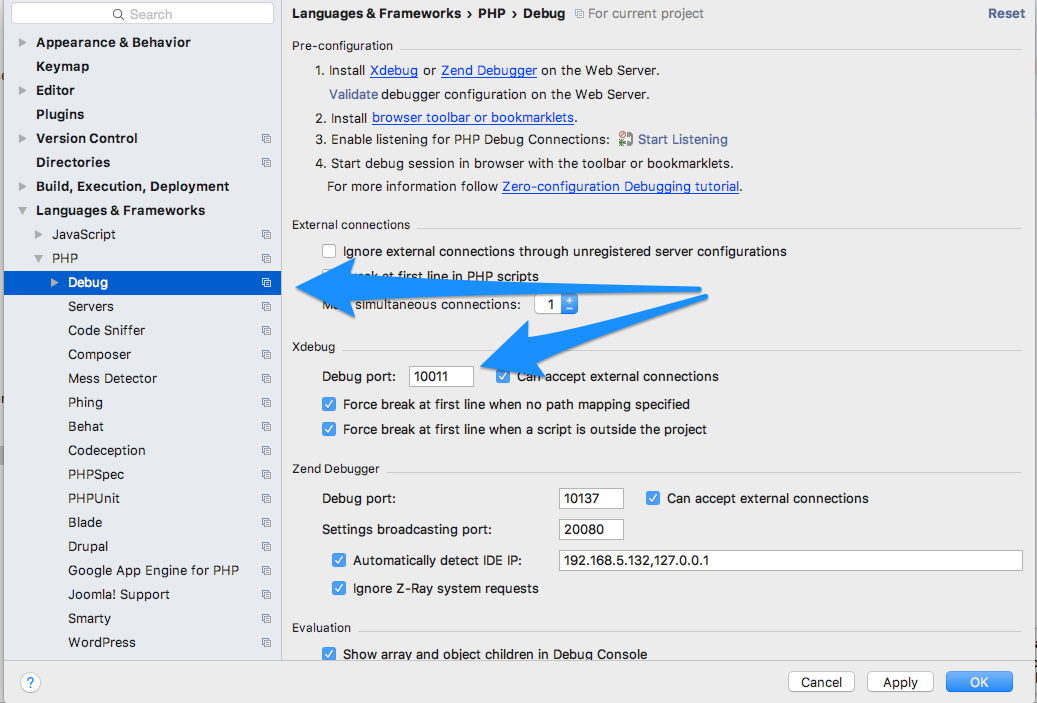 Search
Languages & Frameworks › PHP › Debug For current project
Reset
Appearance & Behavior
Keymap
Editor
Plugins
Version Control
Directories
Build, Execution, Deployment
Languages & Frameworks
JavaScript
PHP
Debug
Servers
Code Sniffer
Composer
Mess Detector
Phing
Behat
Codeception
PHPSpec
PHPUnit
Blade
Drupal
Google App Engine for PHP
Joomla! Support
Smarty
WordPress
Pre-configuration
1. Install Xdebug or Zend Debugger on the Web Server.
Validate debugger configuration on the Web Server.
2. Install browser toolbar or bookmarklets.
3. Enable listening for PHP Debug Connections: Start Listening
4. Start debug session in browser with the toolbar or bookmarklets.
For more information follow Zero-configuration Debugging tutorial.
External connections
Ignore external connections through unregistered server configurations
at first line in PHP scripts
simultaneous connections: 1
Xdebug
Debug port: 10011 Can accept external connections
Force break at first line when no path mapping specified
Force break at first line when a script is outside the project
Zend Debugger
Debug port: 10137 Can accept external connections
Settings broadcasting port: 20080
Automatically detect IDE IP: 192.168.5.132,127.0.0.1
Ignore Z-Ray system requests
Evaluation
Show array and object children in Debug Console
?
Cancel
Apply
OK